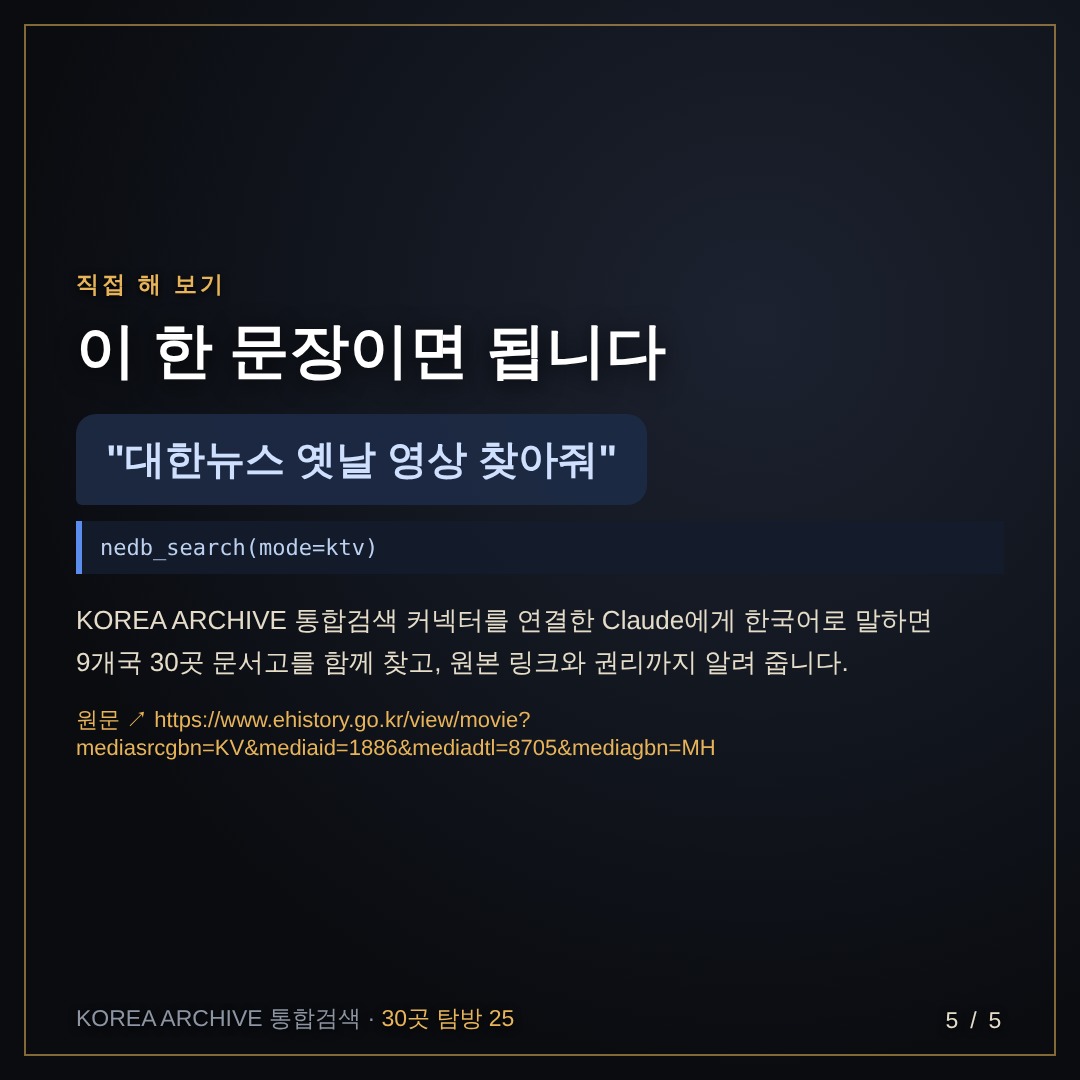 직접 해 보기
이 한 문장이면 됩니다
"대한뉴스 옛날 영상 찾아줘"
nedb_search(mode=ktv)
KOREA ARCHIVE 통합검색 커넥터를 연결한 Claude에게 한국어로 말하면
9개국 30곳 문서고를 함께 찾고, 원본 링크와 권리까지 알려 줍니다.
원문 ↗ https://www.ehistory.go.kr/view/movie?
mediasrcgbn=KV&mediaid=1886&mediadtl=8705&mediagbn=MH
KOREA ARCHIVE 통합검색 · 30곳 탐방 25
5 / 5